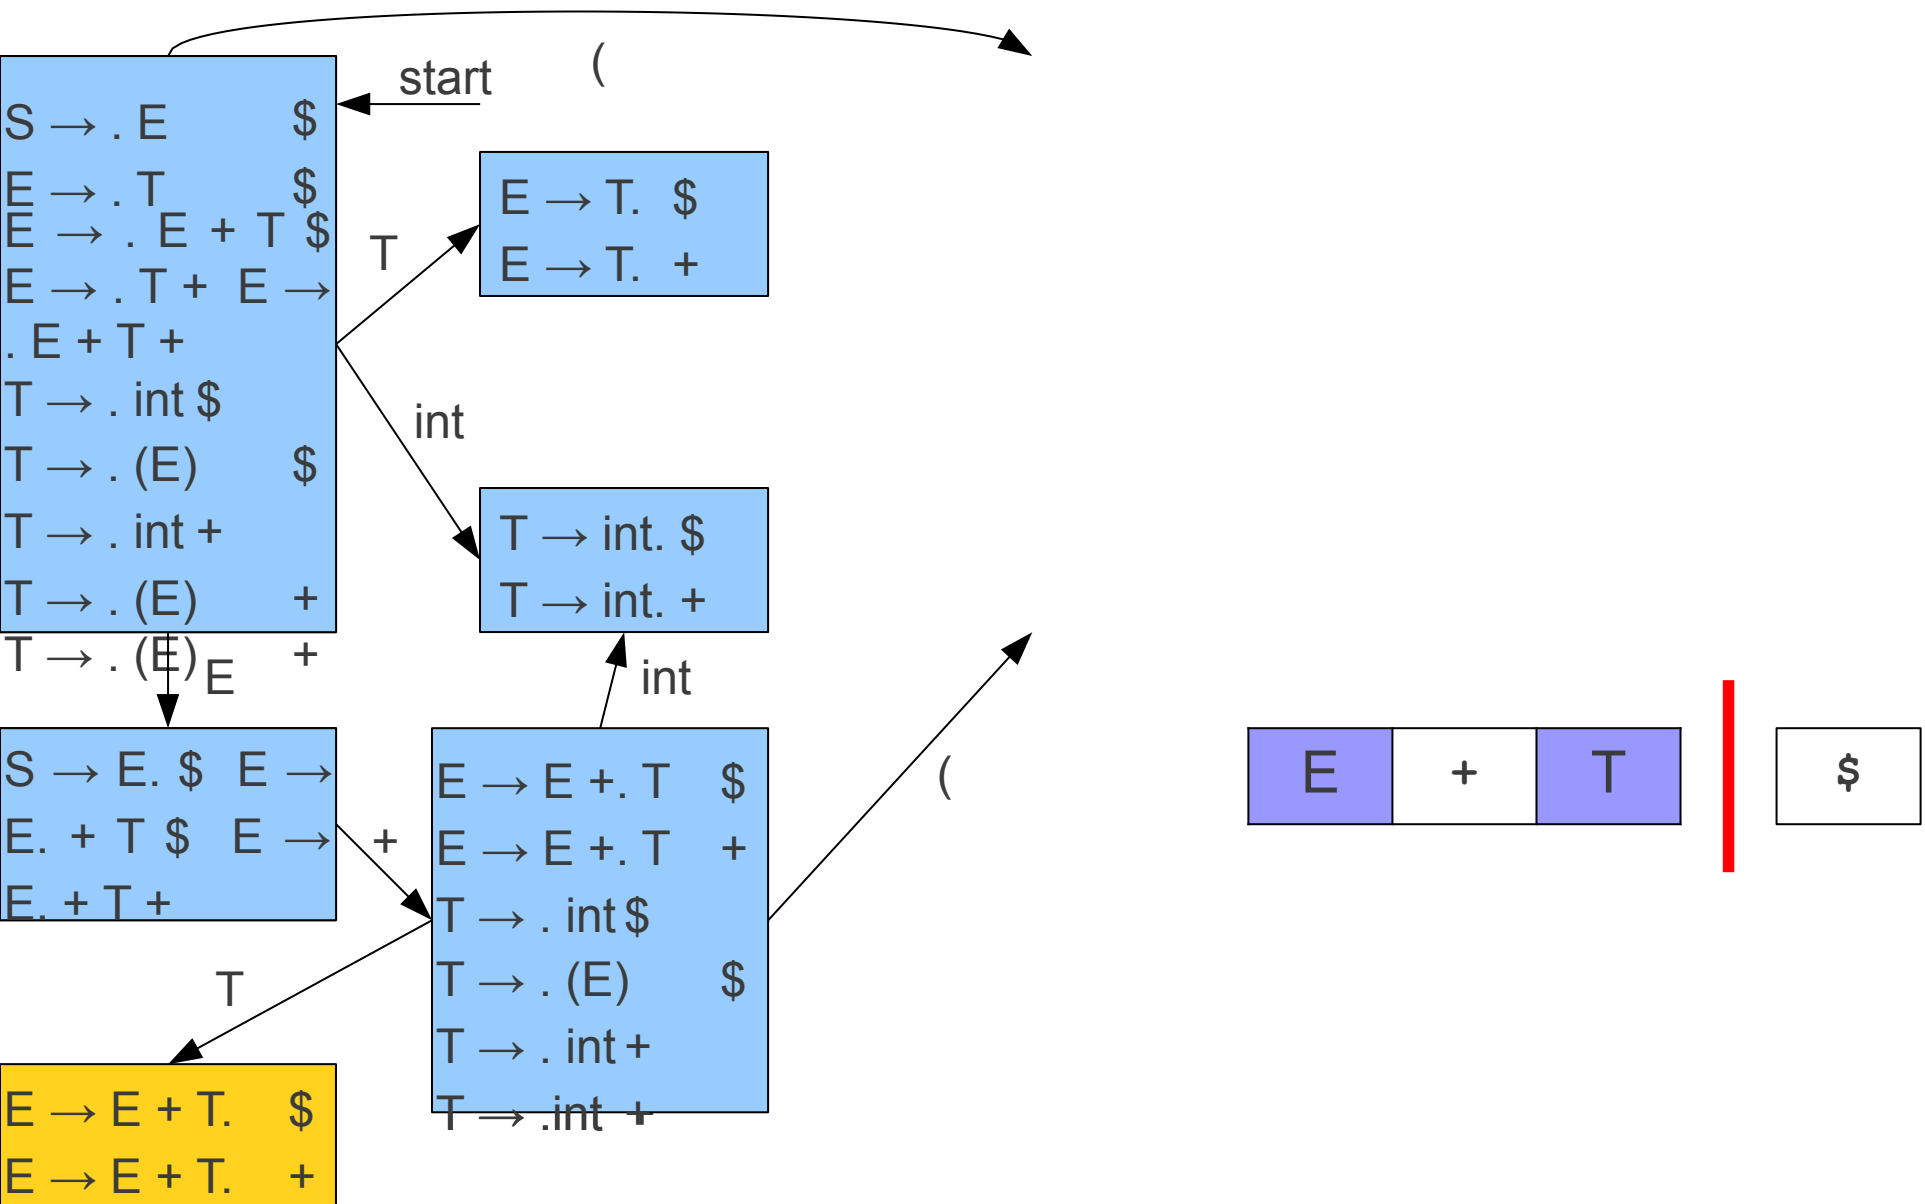 (
start
S → . E $
E → . T $
E → . E + T $
E → . T + E →
. E + T +
T → . int $
T → . (E) $
T → . int +
T → . (E) +
T → . (E) +
T
E → T. $
E → T. +
int
T → int. $
T → int. +
E
int
S → E. $ E →
E. + T $ E →
E. + T +
+
E → E +. T $
E → E +. T +
T → . int $
T → . (E) $
T → . int +
T → .int +
(
E + T $
T
E → E + T. $
E → E + T. +